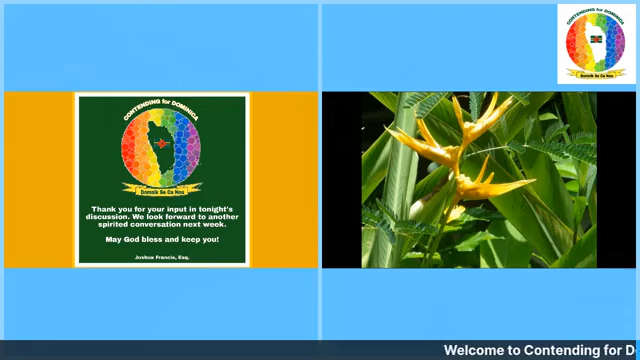 CONTENDING for DOMINICA
Domnik Se Ca Nou
Thank you for your input in tonight's
discussion. We look forward to another
spirited conversation next week.
May God bless and keep you!
Joshua Francis, Esq.
CONTENDING for DOMINICA
Domnik Se Ca Nou
Welcome to Contending for D